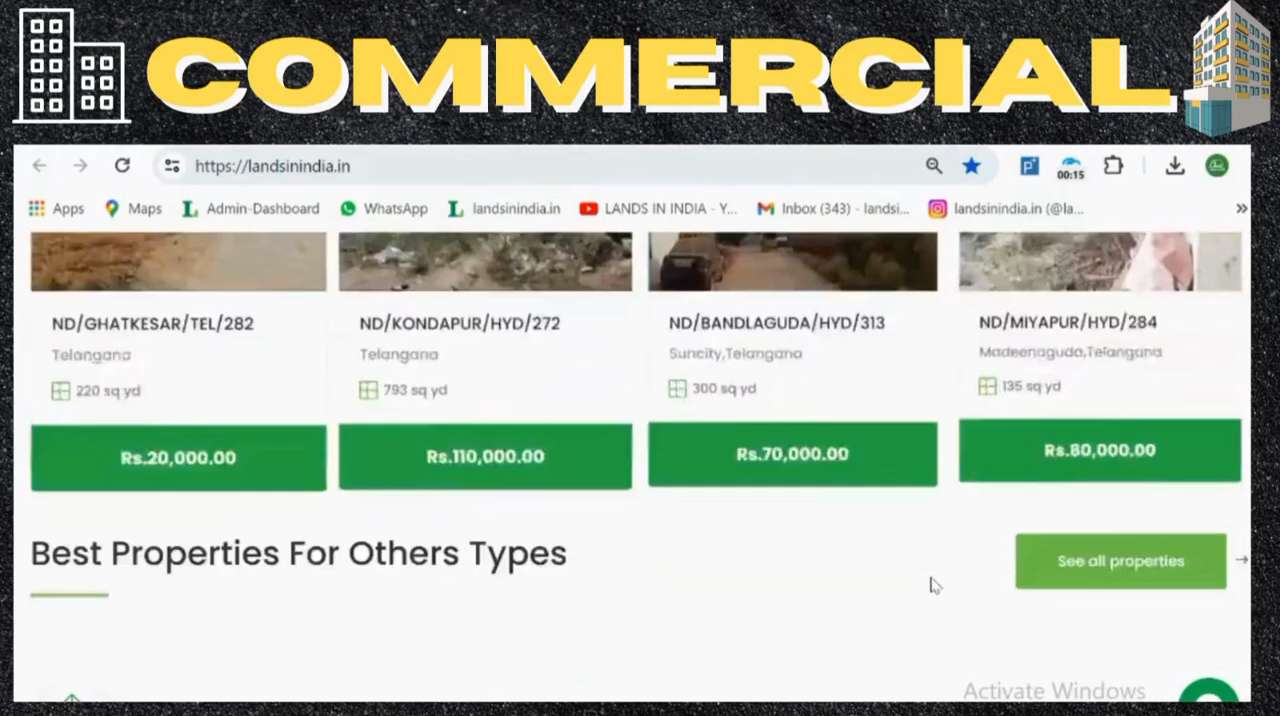 COMMERCIAL
https://landsinindia.in
00:15
Apps Maps Admin-Dashboard WhatsApp landsinindia.in LANDS IN INDIA - Y... Inbox (343) - landsi... landsinindia.in (@la... »
ND/GHATKESAR/TEL/282 ND/KONDAPUR/HYD/272 ND/BANDLAGUDA/HYD/313 ND/MIYAPUR/HYD/284
Telangana Telangana Suncity,Telangana Madeenaguda,Telangana
220 sq yd 793 sq yd 300 sq yd 135 sq yd
Rs.20,000.00 Rs.110,000.00 Rs.70,000.00 Rs.80,000.00
Best Properties For Others Types
See all properties →
Activate Windows